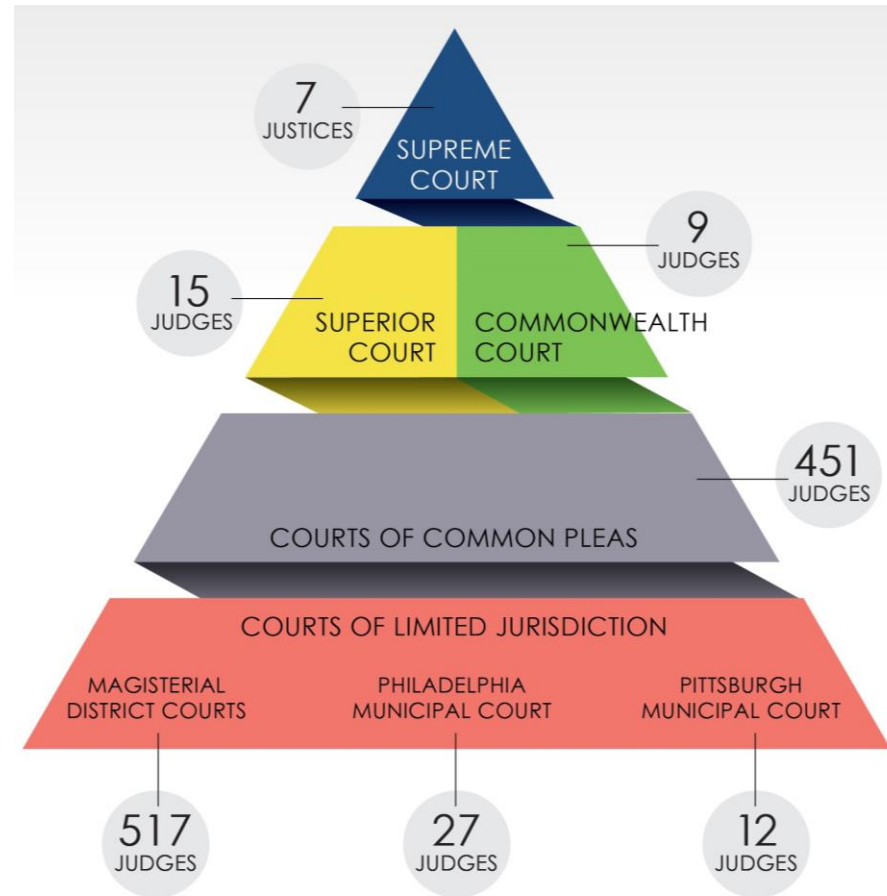 7
JUSTICES
SUPREME
COURT
9
JUDGES
15
JUDGES
SUPERIOR
COURT
COMMONWEALTH
COURT
451
JUDGES
COURTS OF COMMON PLEAS
COURTS OF LIMITED JURISDICTION
MAGISTERIAL
DISTRICT COURTS
PHILADELPHIA
MUNICIPAL COURT
PITTSBURGH
MUNICIPAL COURT
517
JUDGES
27
JUDGES
12
JUDGES